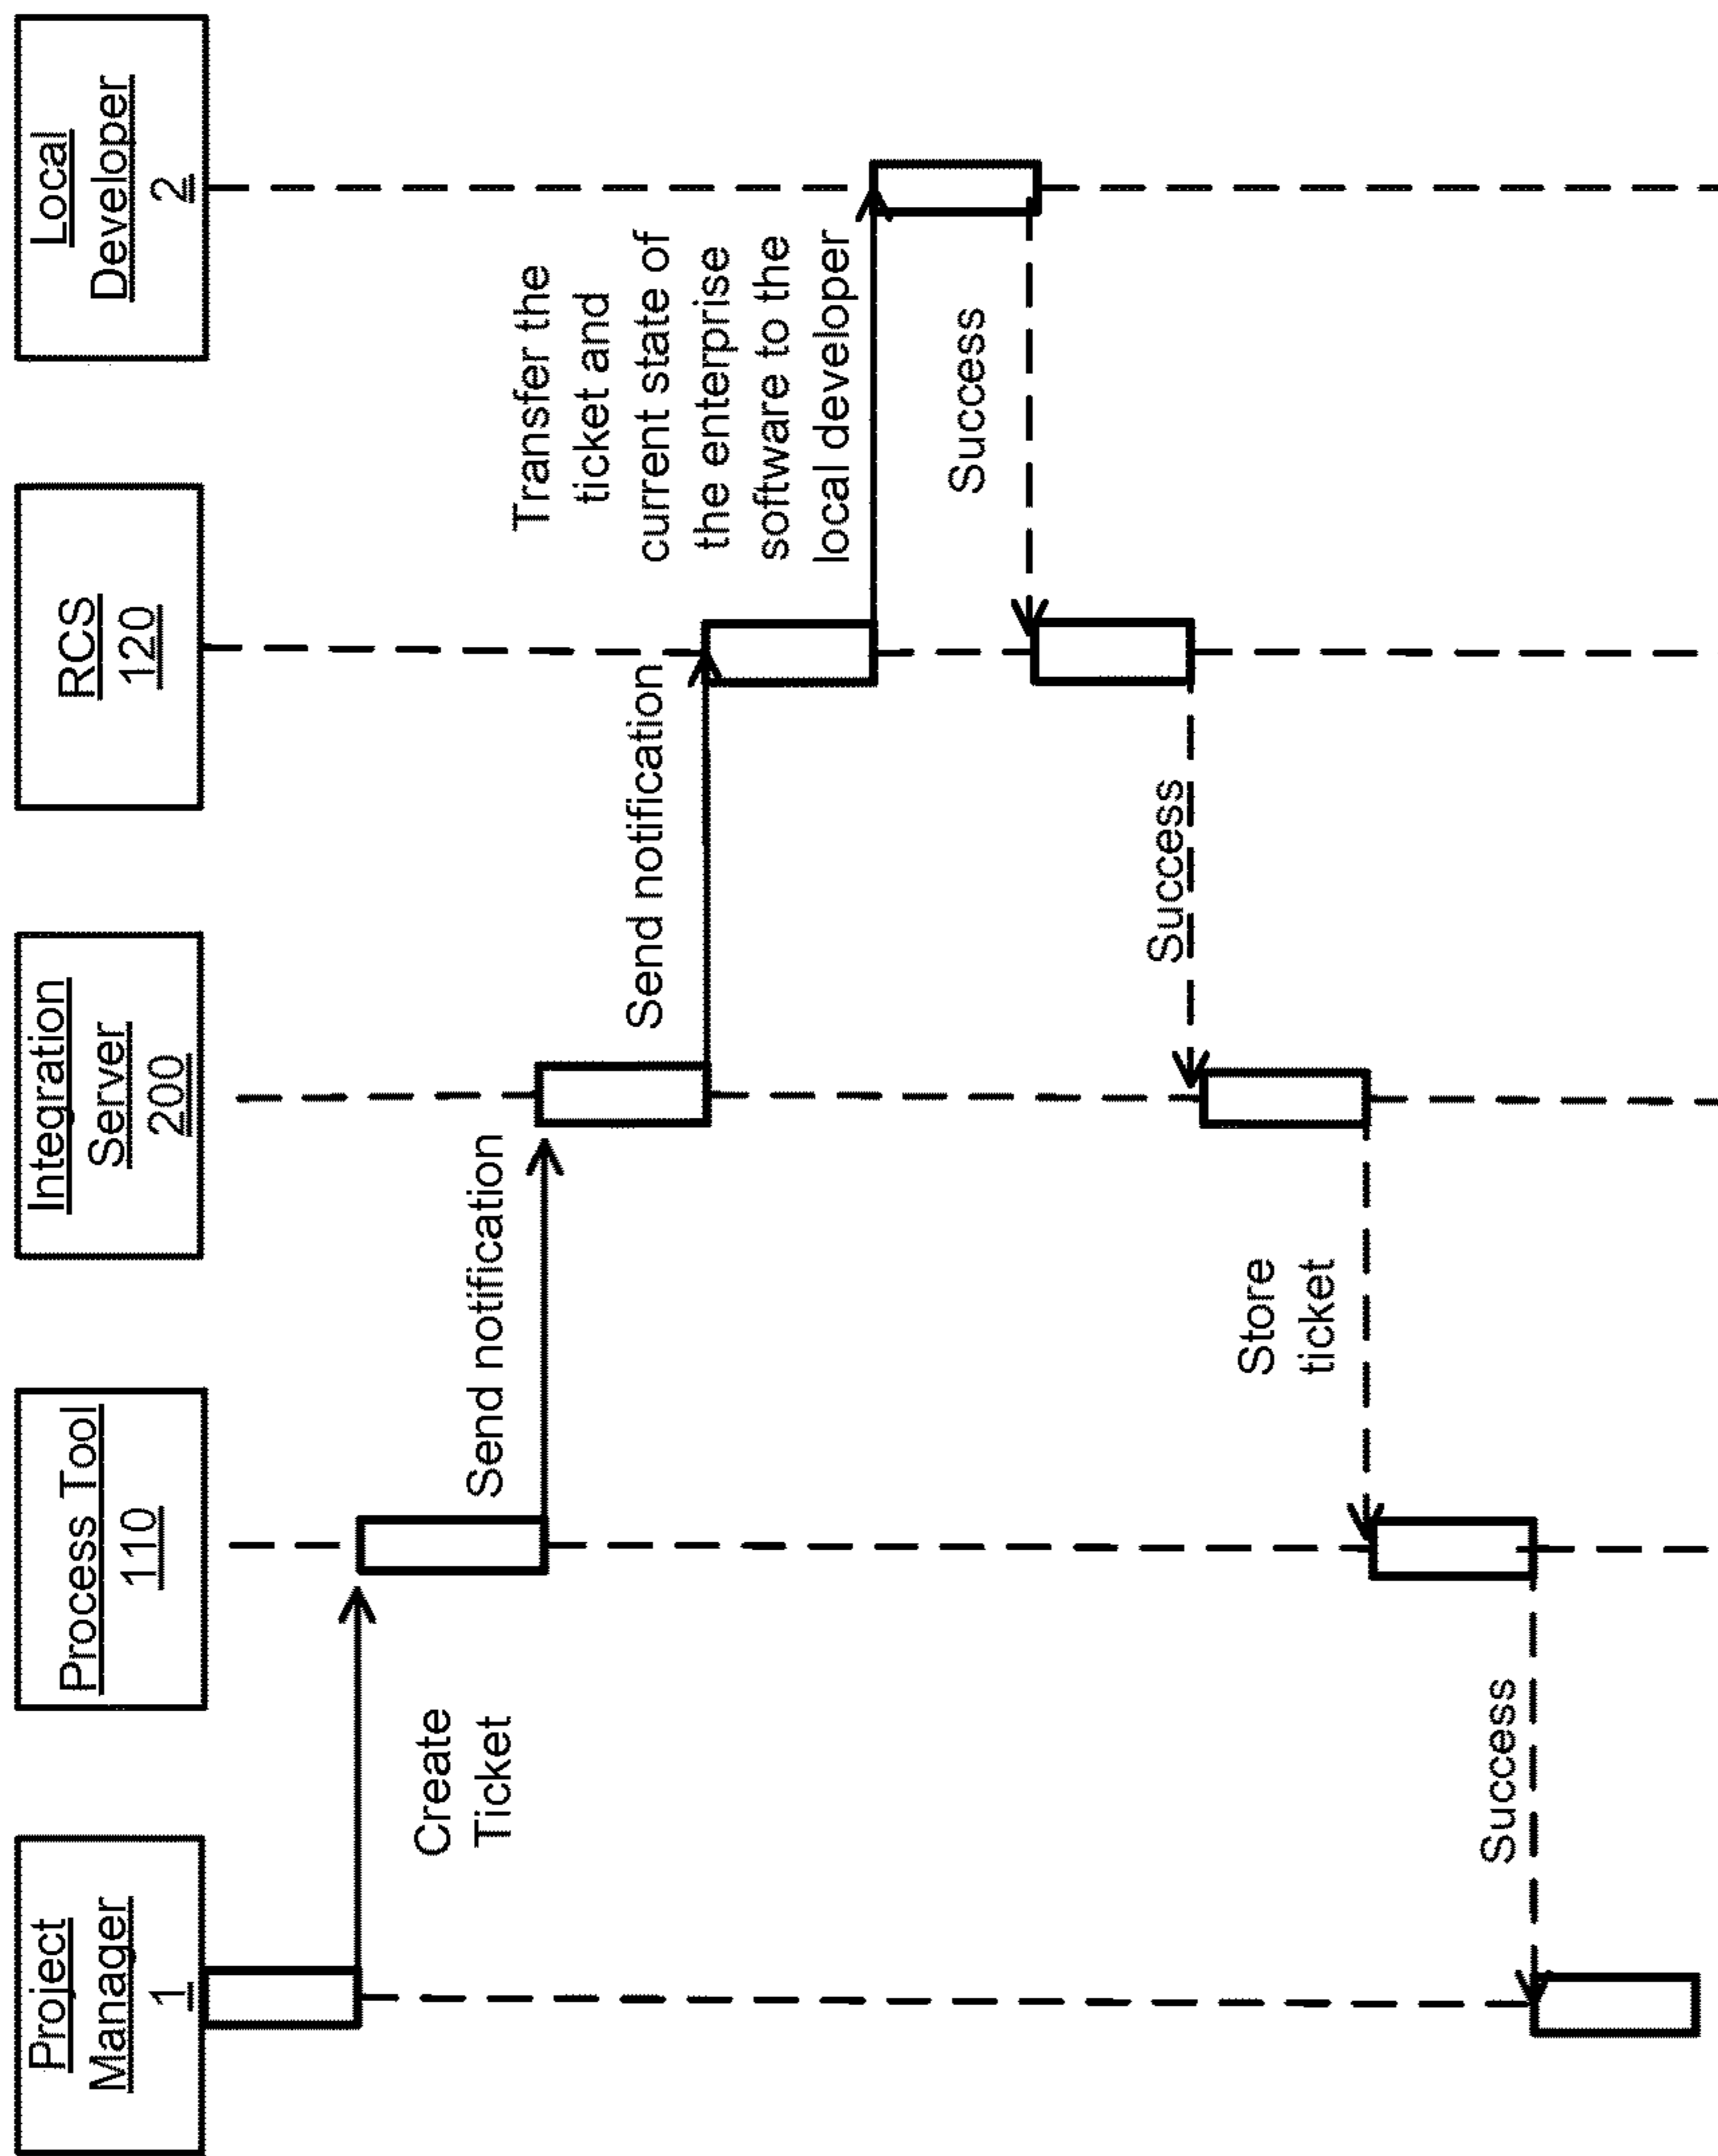 Project
Manager
1
Process Tool
110
Integration
Server
200
RCS
120
Local
Developer
2
Create
Ticket
Send notification
Send notification
Transfer the
ticket and
current state of
the enterprise
software to the
local developer
Success
Success
Store
ticket
Success